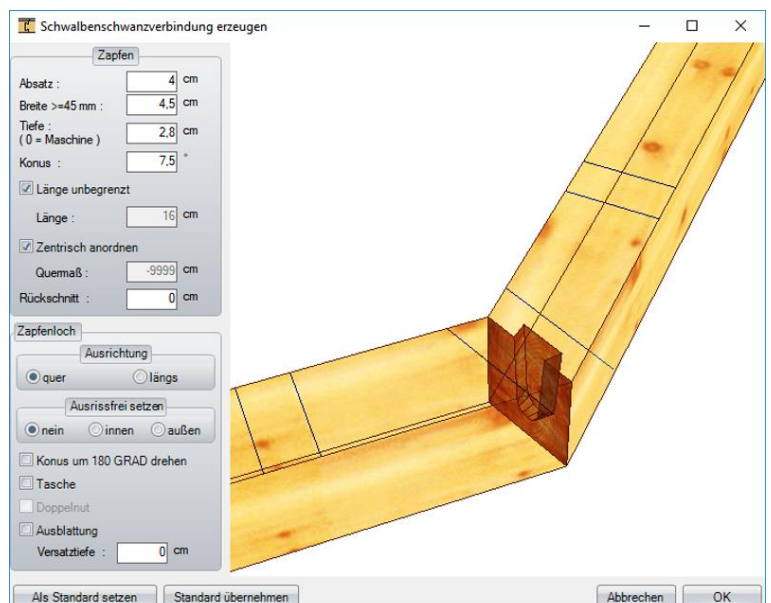 Schwalbenschwanzverbindung erzeugen
Zapfen
Absatz : 4 cm
Breite >=45 mm : 4,5 cm
Tiefe :
( 0 = Maschine ) 2,8 cm
Konus : 7,5 °
Länge unbegrenzt
Länge : 16 cm
Zentrisch anordnen
Quermaß : -9999 cm
Rückschnitt : 0 cm
Zapfenloch
Ausrichtung
quer längs
Ausrissfrei setzen
nein innen außen
Konus um 180 GRAD drehen
Tasche
Doppelnut
Ausblattung
Versatztiefe : 0 cm
Als Standard setzen Standard übernehmen Abbrechen OK